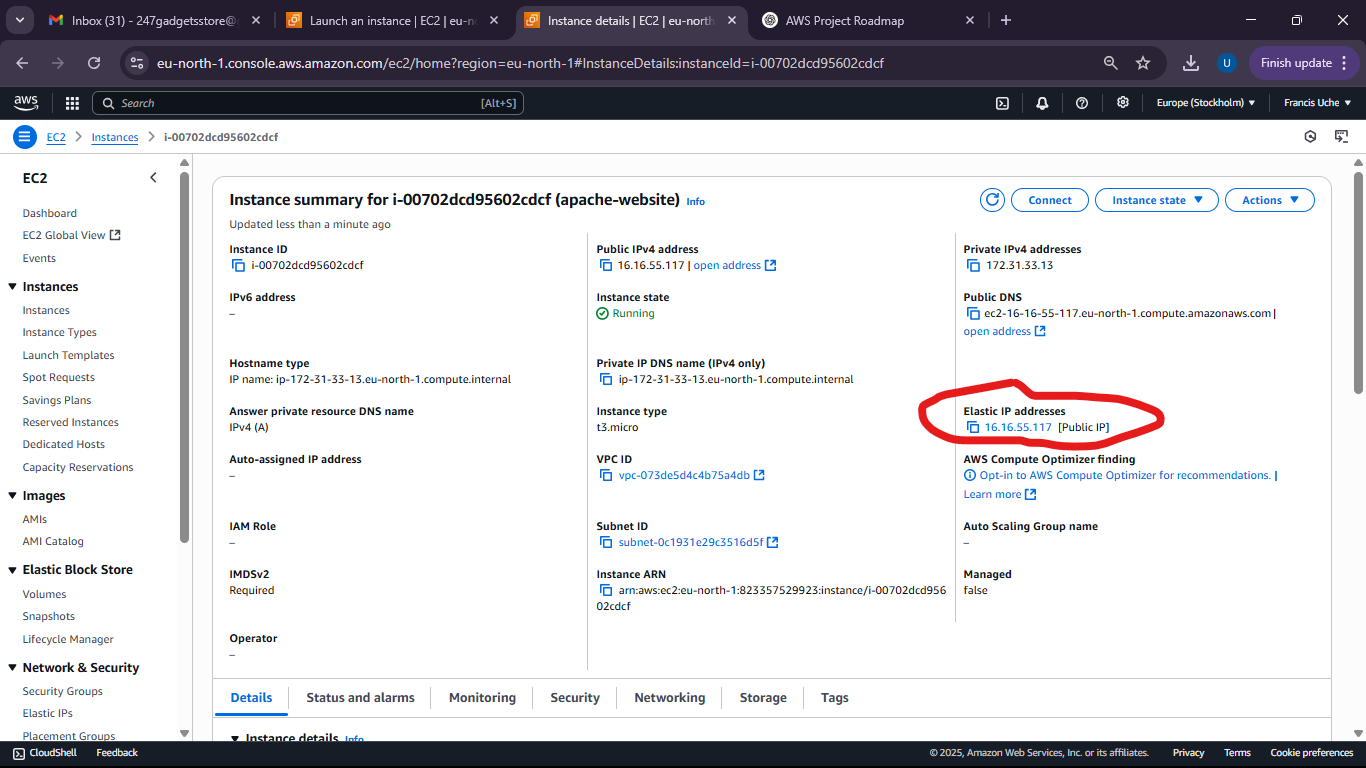 Inbox (31) - 247gadgetsstore@g
Launch an instance | EC2 | eu-n
Instance details | EC2 | eu-north
AWS Project Roadmap
eu-north-1.console.aws.amazon.com/ec2/home?region=eu-north-1#InstanceDetails:instanceId=i-00702dcd95602cdcf
U
Finish update
aws
Search
[Alt+S]
Europe (Stockholm)
Francis Uche
EC2
Instances
i-00702dcd95602cdcf
EC2
Dashboard
EC2 Global View
Events
Instances
Instances
Instance Types
Launch Templates
Spot Requests
Savings Plans
Reserved Instances
Dedicated Hosts
Capacity Reservations
Images
AMIs
AMI Catalog
Elastic Block Store
Volumes
Snapshots
Lifecycle Manager
Network & Security
Security Groups
Elastic IPs
Placement Groups
Instance summary for i-00702dcd95602cdcf (apache-website) Info
Updated less than a minute ago
Connect
Instance state
Actions
Instance ID
i-00702dcd95602cdcf
IPv6 address
–
Hostname type
IP name: ip-172-31-33-13.eu-north-1.compute.internal
Answer private resource DNS name
IPv4 (A)
Auto-assigned IP address
–
IAM Role
–
IMDSv2
Required
Operator
–
Public IPv4 address
16.16.55.117 | open address
Instance state
Running
Private IP DNS name (IPv4 only)
ip-172-31-33-13.eu-north-1.compute.internal
Instance type
t3.micro
VPC ID
vpc-073de5d4c4b75a4db
Subnet ID
subnet-0c1931e29c3516d5f
Instance ARN
arn:aws:ec2:eu-north-1:823357529923:instance/i-00702dcd956
02cdcf
Private IPv4 addresses
172.31.33.13
Public DNS
ec2-16-16-55-117.eu-north-1.compute.amazonaws.com |
open address
Elastic IP addresses
16.16.55.117 [Public IP]
AWS Compute Optimizer finding
Opt-in to AWS Compute Optimizer for recommendations. |
Learn more
Auto Scaling Group name
–
Managed
false
Details
Status and alarms
Monitoring
Security
Networking
Storage
Tags
Instance details Info
CloudShell
Feedback
© 2025, Amazon Web Services, Inc. or its affiliates.
Privacy
Terms
Cookie preferences